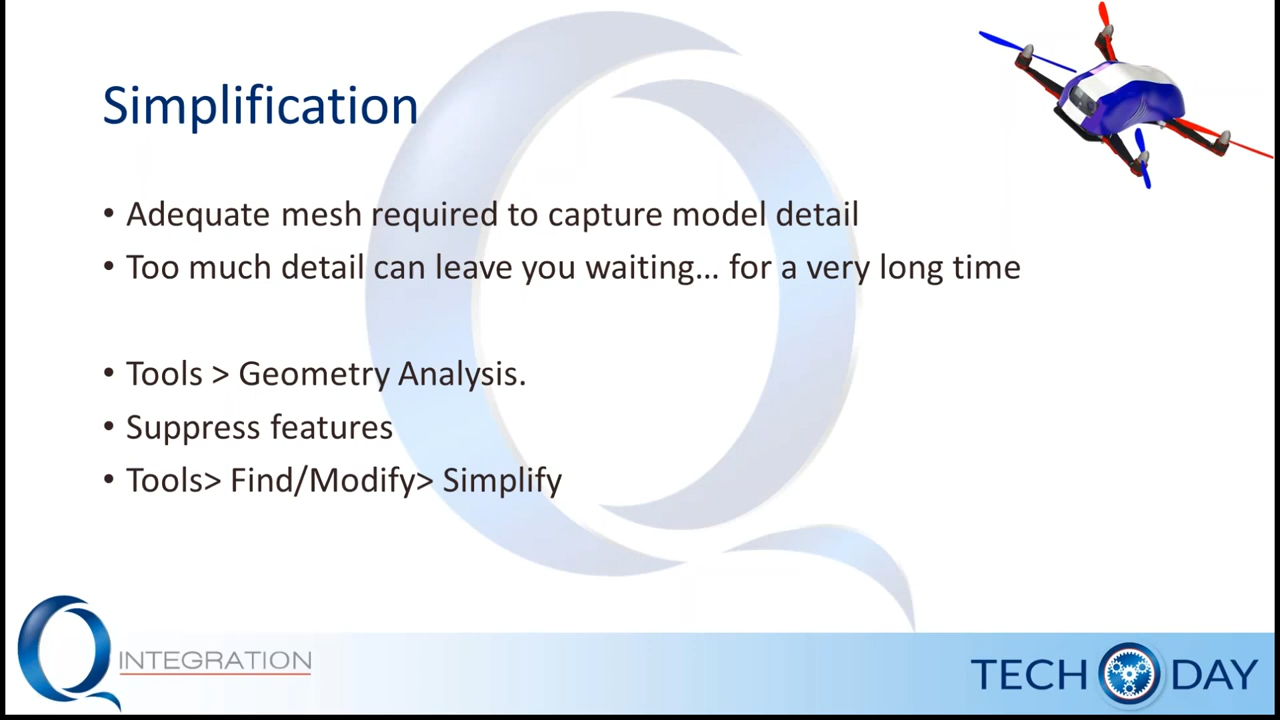 Simplification
• Adequate mesh required to capture model detail
• Too much detail can leave you waiting... for a very long time
• Tools > Geometry Analysis.
• Suppress features
• Tools> Find/Modify> Simplify
Q INTEGRATION
TECH DAY